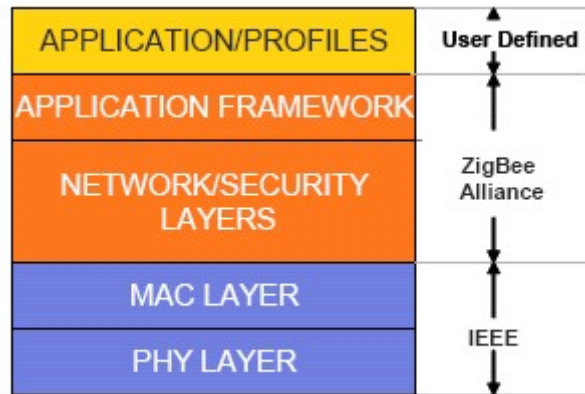 APPLICATION/PROFILES
User Defined
APPLICATION FRAMEWORK
NETWORK/SECURITY
LAYERS
ZigBee
Alliance
MAC LAYER
PHY LAYER
IEEE